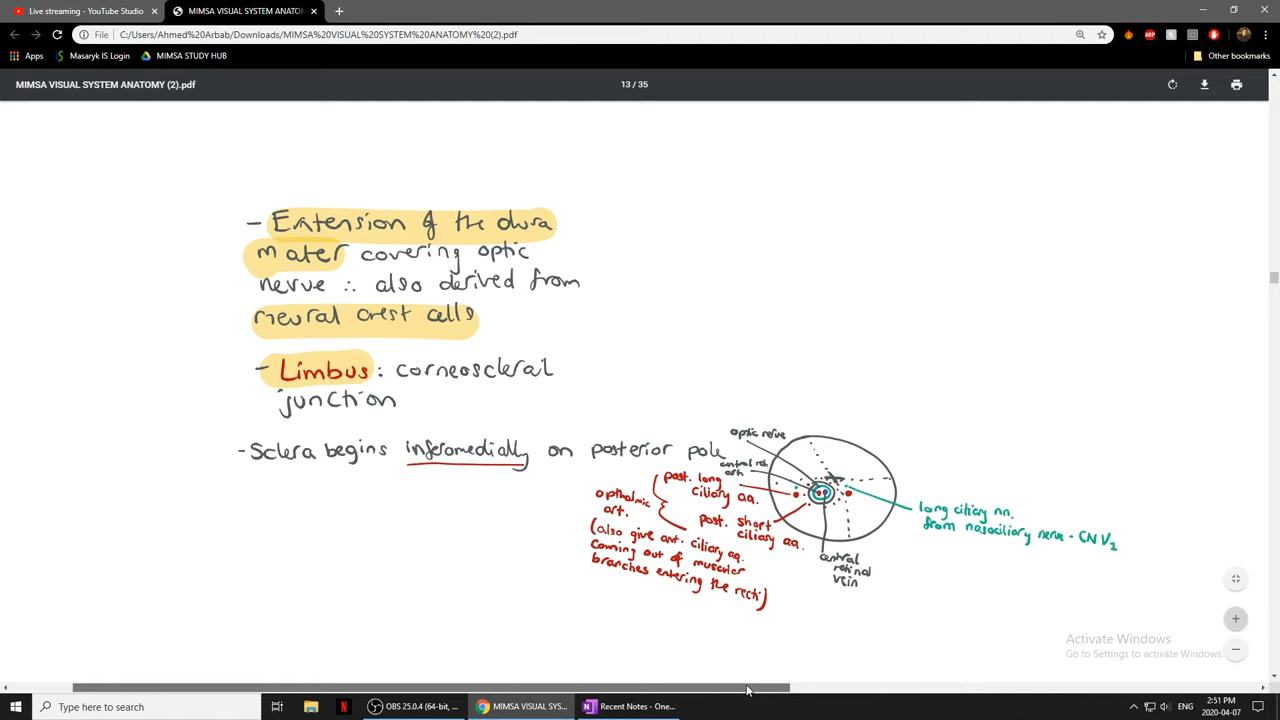 Live streaming - YouTube Studio
MIMSA VISUAL SYSTEM ANATOM
File
C:/Users/Ahmed%20Arbab/Downloads/MIMSA%20VISUAL%20SYSTEM%20ANATOMY%20(2).pdf
Apps
Masaryk IS Login
MIMSA STUDY HUB
Other bookmarks
MIMSA VISUAL SYSTEM ANATOMY (2).pdf
13 / 35
- Extension of the dura
mater covering optic
nerve ∴ also derived from
neural crest cells
- Limbus : corneosclerail
junction
- Sclera begins inferomedially on posterior pole
optic nerve
central ret.
art.
post. long
ciliary aa.
opthalmic
art.
post. short
ciliary aa.
(also give ant. ciliary aa.
coming out of muscular
branches entering the recti)
central
retinal
vein
long ciliary nn.
from nasociliary nerve - CN V1
Activate Windows
Go to Settings to activate Windows.
Type here to search
OBS 25.0.4 (64-bit, ...
MIMSA VISUAL SYS...
Recent Notes - One...
ENG
2:51 PM
2020-04-07